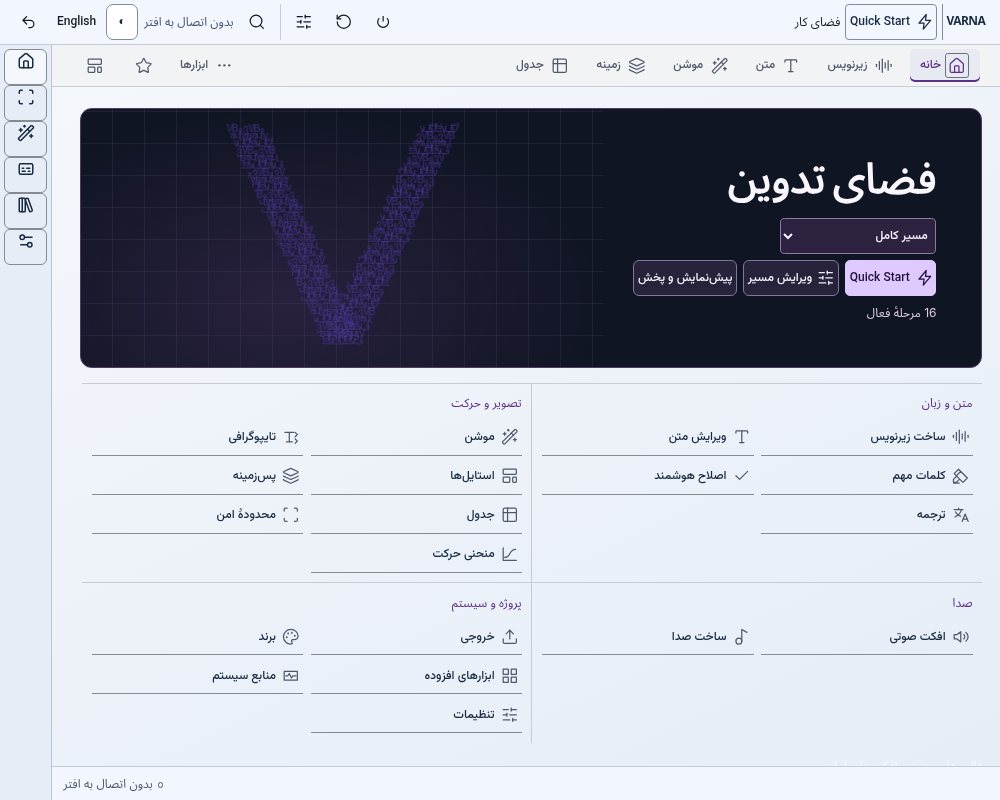 VARNA
Quick Start
فضای کار
بدون اتصال به افتر
English
خانه
زیرنویس
متن
موشن
زمینه
جدول
ابزارها
فضای تدوین
مسیر کامل
Quick Start
ویرایش مسیر
پیش‌نمایش و پخش
16 مرحلهٔ فعال
متن و زبان
ساخت زیرنویس
ویرایش متن
کلمات مهم
اصلاح هوشمند
ترجمه
تصویر و حرکت
موشن
تایپوگرافی
استایل‌ها
پس‌زمینه
جدول
محدودهٔ امن
منحنی حرکت
صدا
افکت صوتی
ساخت صدا
پروژه و سیستم
خروجی
برند
ابزارهای افزوده
منابع سیستم
تنظیمات
بدون اتصال به افتر